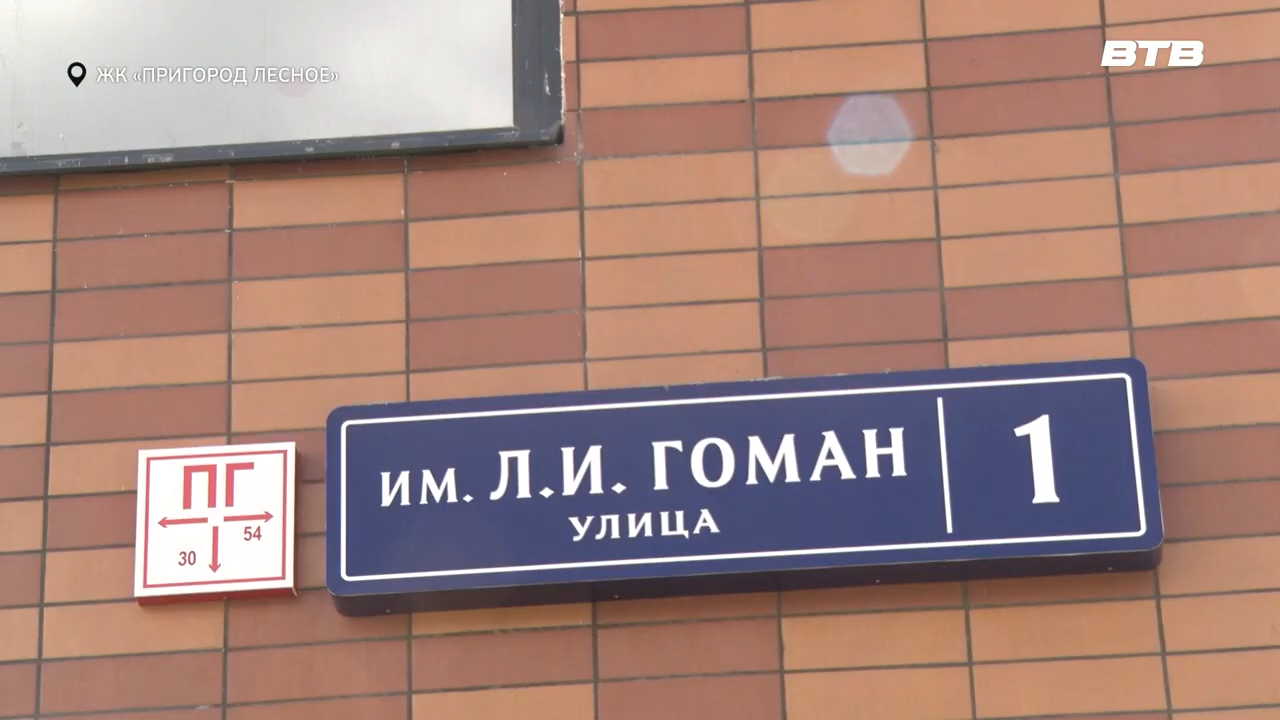 ЖК «ПРИГОРОД ЛЕСНОЕ»
ВТВ
ИМ. Л.И. ГОМАН
УЛИЦА
1
ПГ
54
30